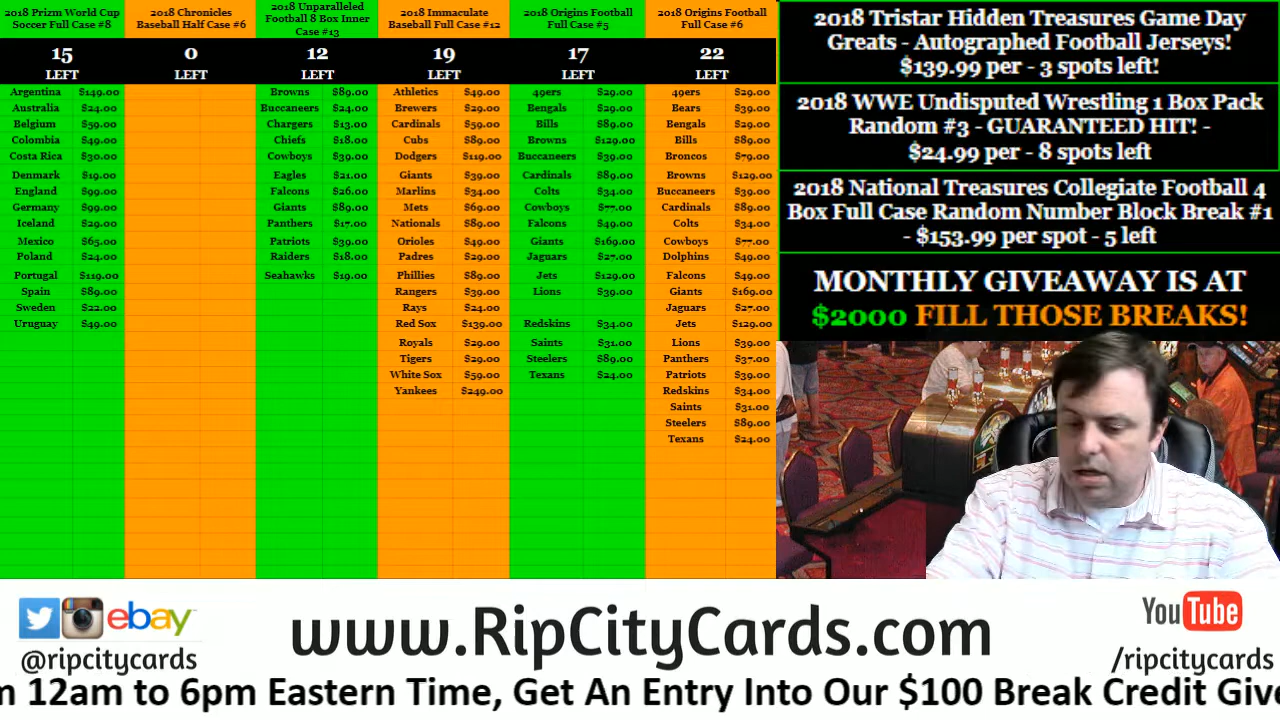 2018 Prizm World Cup
Soccer Full Case #8
15
LEFT
Argentina $149.00
Australia $24.00
Belgium $59.00
Colombia $49.00
Costa Rica $30.00
Denmark $19.00
England $99.00
Germany $99.00
Iceland $29.00
Mexico $65.00
Poland $24.00
Portugal $119.00
Spain $89.00
Sweden $22.00
Uruguay $49.00
2018 Chronicles
Baseball Half Case #6
0
LEFT
2018 Unparalleled
Football 8 Box Inner
Case #13
12
LEFT
Browns $89.00
Buccaneers $24.00
Chargers $13.00
Chiefs $18.00
Cowboys $39.00
Eagles $21.00
Falcons $26.00
Giants $89.00
Panthers $17.00
Patriots $39.00
Raiders $18.00
Seahawks $19.00
2018 Immaculate
Baseball Full Case #12
19
LEFT
Athletics $49.00
Brewers $29.00
Cardinals $59.00
Cubs $89.00
Dodgers $119.00
Giants $39.00
Marlins $34.00
Mets $69.00
Nationals $89.00
Orioles $49.00
Padres $29.00
Phillies $89.00
Rangers $39.00
Rays $24.00
Red Sox $139.00
Royals $29.00
Tigers $29.00
White Sox $59.00
Yankees $249.00
2018 Origins Football
Full Case #5
17
LEFT
49ers $29.00
Bengals $29.00
Bills $89.00
Browns $129.00
Buccaneers $39.00
Cardinals $89.00
Colts $34.00
Cowboys $77.00
Falcons $49.00
Giants $169.00
Jaguars $27.00
Jets $129.00
Lions $39.00
Redskins $34.00
Saints $31.00
Steelers $89.00
Texans $24.00
2018 Origins Football
Full Case #6
22
LEFT
49ers $29.00
Bears $39.00
Bengals $29.00
Bills $89.00
Broncos $79.00
Browns $129.00
Buccaneers $39.00
Cardinals $89.00
Colts $34.00
Cowboys $77.00
Dolphins $49.00
Falcons $49.00
Giants $169.00
Jaguars $27.00
Jets $129.00
Lions $39.00
Panthers $37.00
Patriots $39.00
Redskins $34.00
Saints $31.00
Steelers $89.00
Texans $24.00
2018 Tristar Hidden Treasures Game Day
Greats - Autographed Football Jerseys!
$139.99 per - 3 spots left!
2018 WWE Undisputed Wrestling 1 Box Pack
Random #3 - GUARANTEED HIT! -
$24.99 per - 8 spots left
2018 National Treasures Collegiate Football 4
Box Full Case Random Number Block Break #1
- $153.99 per spot - 5 left
MONTHLY GIVEAWAY IS AT
$2000 FILL THOSE BREAKS!
ebay
@ripcitycards
www.RipCityCards.com
YouTube
/ripcitycards
m 12am to 6pm Eastern Time, Get An Entry Into Our $100 Break Credit Give